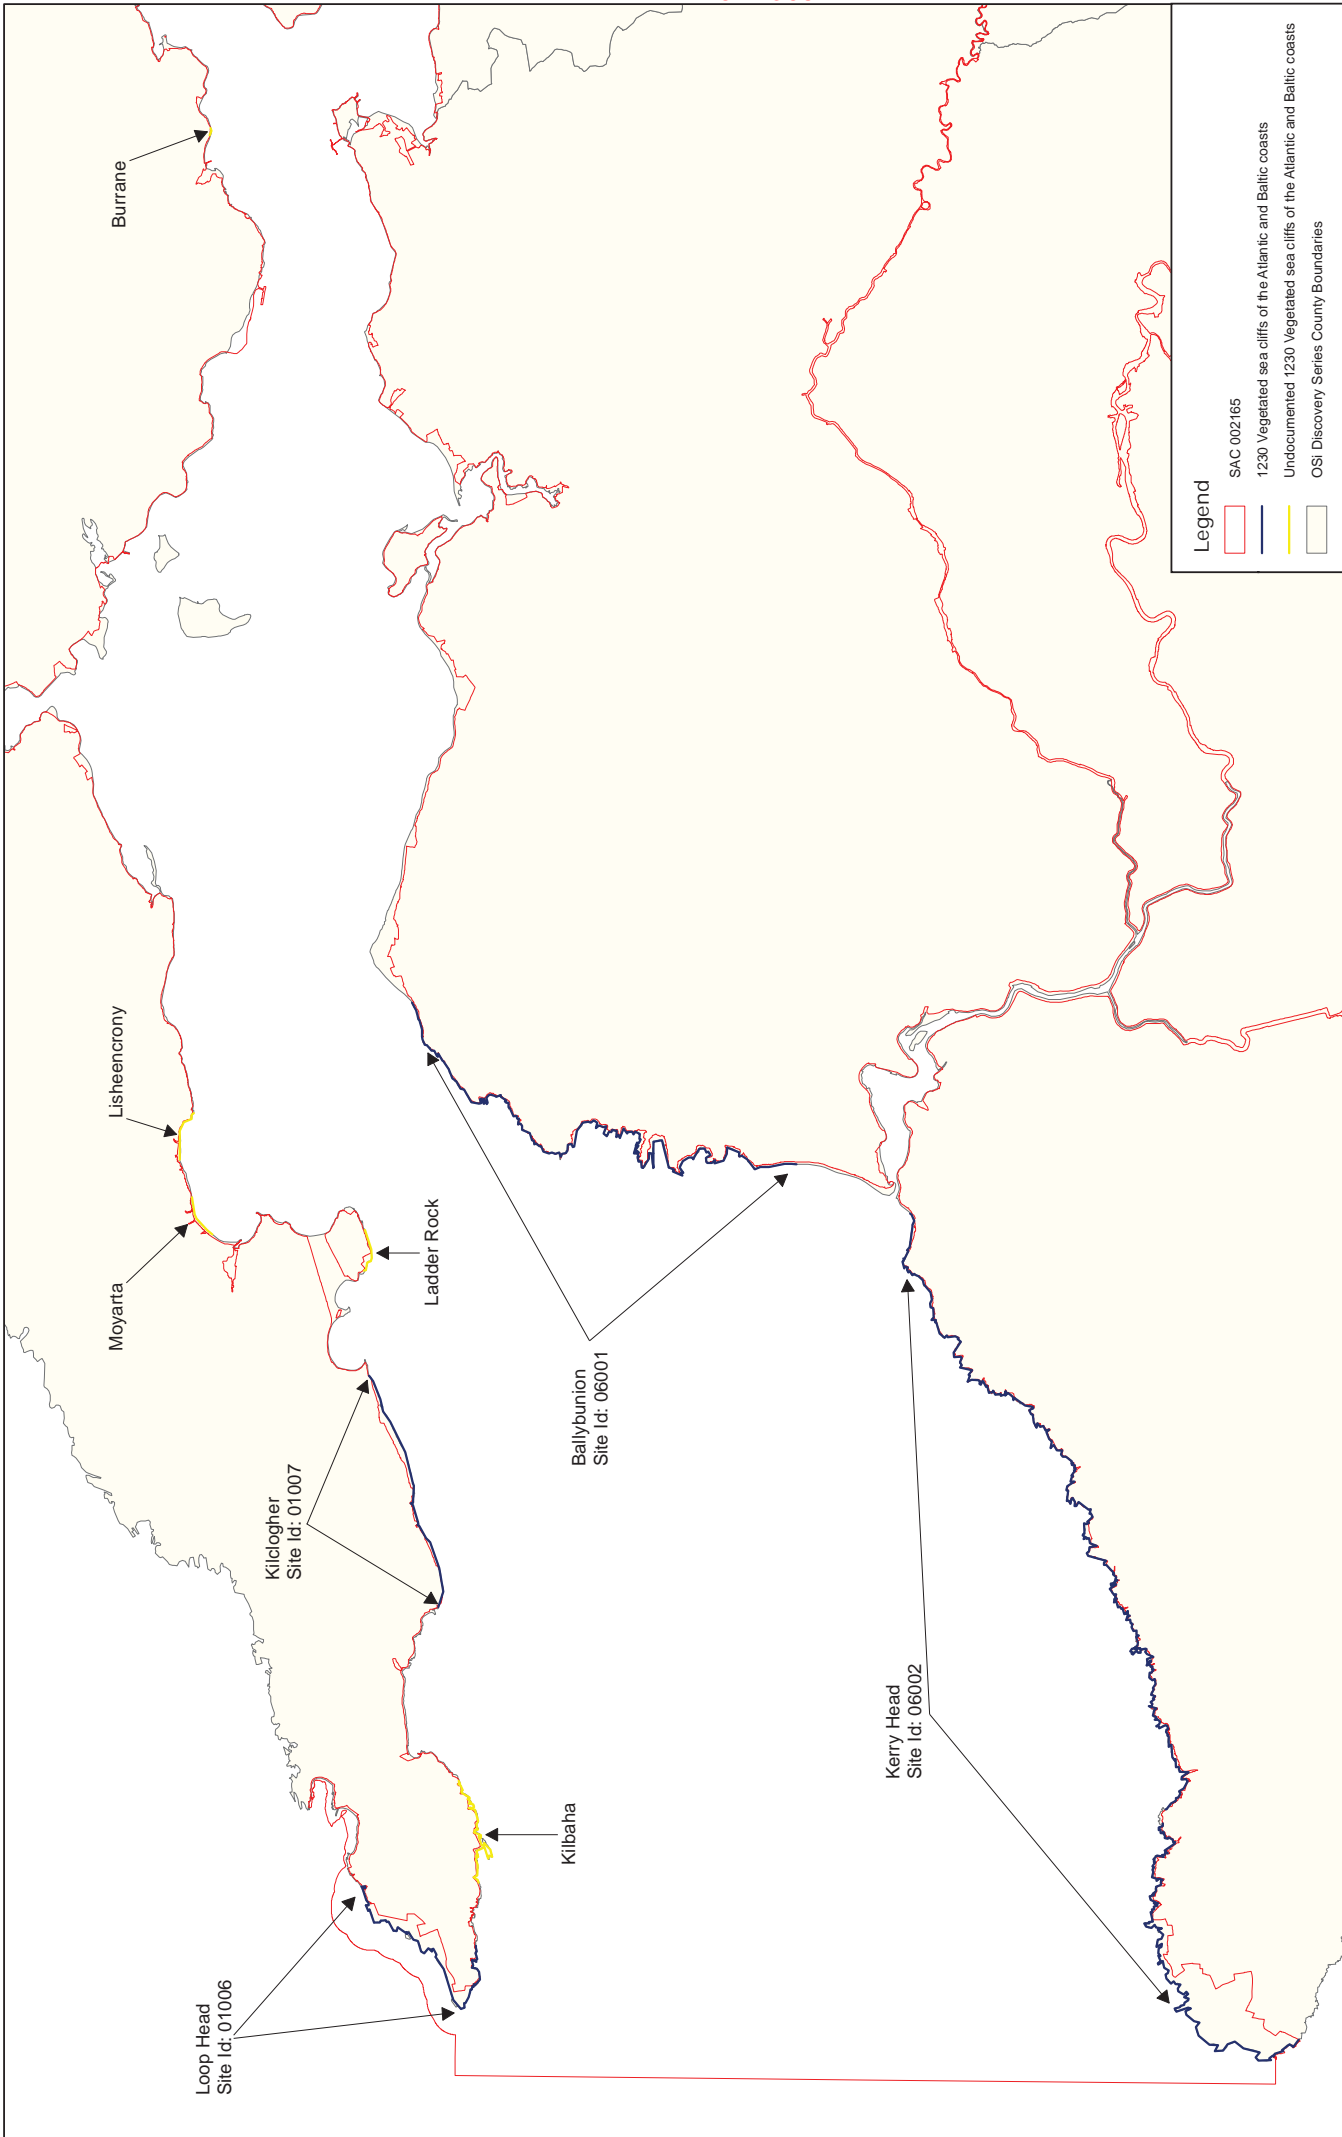 Loop Head
Site Id: 01006
Kilbaha
Kilclogher
Site Id: 01007
Moyarta
Lisheencrony
Ladder Rock
Burrane
Ballybunion
Site Id: 06001
Kerry Head
Site Id: 06002
Legend
SAC 002165
1230 Vegetated sea cliffs of the Atlantic and Baltic coasts
Undocumented 1230 Vegetated sea cliffs of the Atlantic and Baltic coasts
OSi Discovery Series County Boundaries